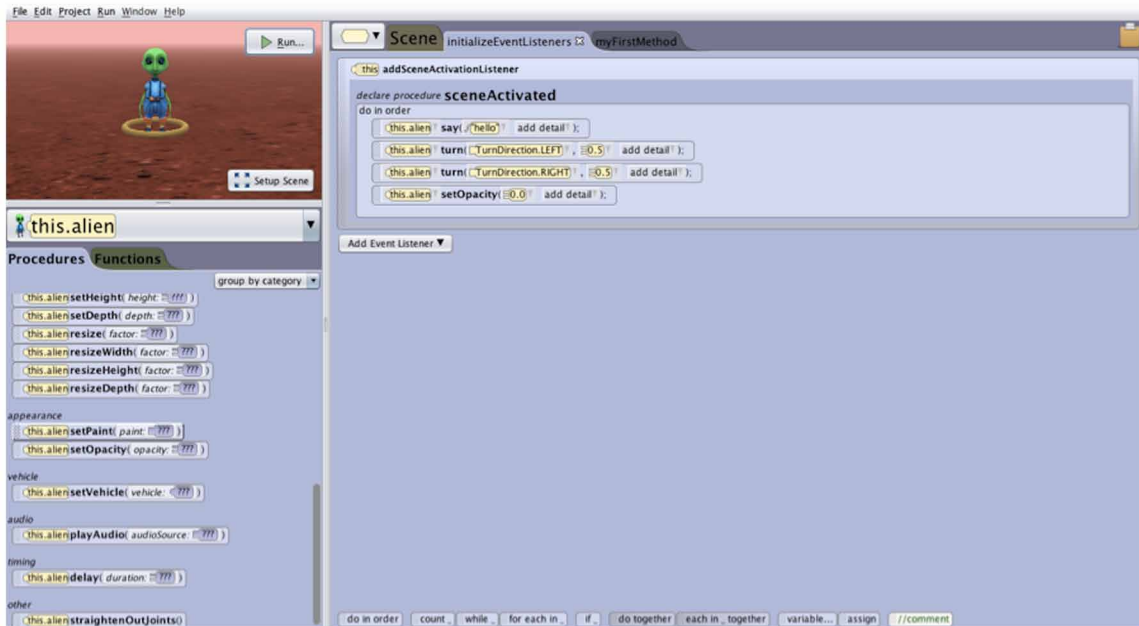 File Edit Project Run Window Help
Run...
Setup Scene
this.alien
Procedures Functions
group by category
this.alien setHeight( height: ??? )
this.alien setDepth( depth: ??? )
this.alien resize( factor: ??? )
this.alien resizeWidth( factor: ??? )
this.alien resizeHeight( factor: ??? )
this.alien resizeDepth( factor: ??? )
appearance
this.alien setPaint( paint: ??? )
this.alien setOpacity( opacity: ??? )
vehicle
this.alien setVehicle( vehicle: ??? )
audio
this.alien playAudio( audioSource: ??? )
timing
this.alien delay( duration: ??? )
other
this.alien straightenOutJoints()
Scene initializeEventListeners myFirstMethod
this addSceneActivationListener
declare procedure sceneActivated
do in order
this.alien say( "hello" add detail );
this.alien turn( TurnDirection.LEFT , 0.5 add detail );
this.alien turn( TurnDirection.RIGHT , 0.5 add detail );
this.alien setOpacity( 0.0 add detail );
Add Event Listener
do in order count _ while _ for each in _ if _ do together each in _ together variable... assign //comment